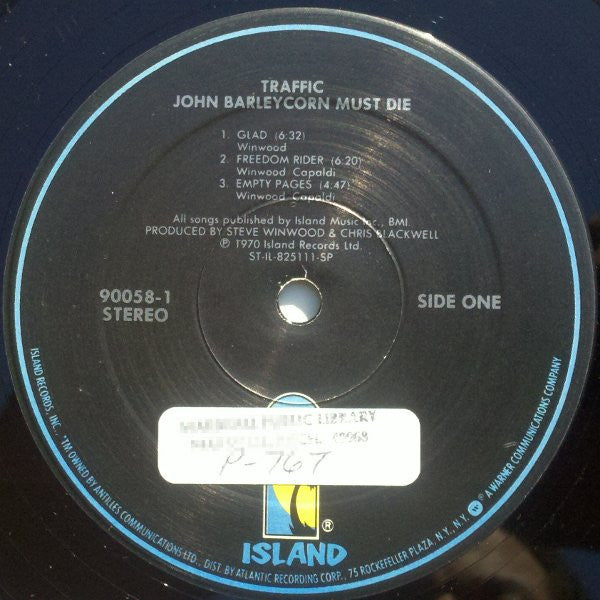 TRAFFIC
JOHN BARLEYCORN MUST DIE
1. GLAD (6:32)
Winwood
2. FREEDOM RIDER (6:20)
Winwood Capaldi
3. EMPTY PAGES (4:47)
Winwood Capaldi
All songs published by Island Music Inc., BMI.
PRODUCED BY STEVE WINWOOD & CHRIS BLACKWELL
℗ 1970 Island Records Ltd.
ST-IL-825111-SP
90058-1
STEREO
SIDE ONE
PUBLIC LIBRARY
P-767
®
ISLAND
ISLAND RECORDS, INC. *TM OWNED BY ANTILLES COMMUNICATIONS LTD., DIST. BY ATLANTIC RECORDING CORP., 75 ROCKEFELLER PLAZA, N.Y., N.Y. A WARNER COMMUNICATIONS COMPANY